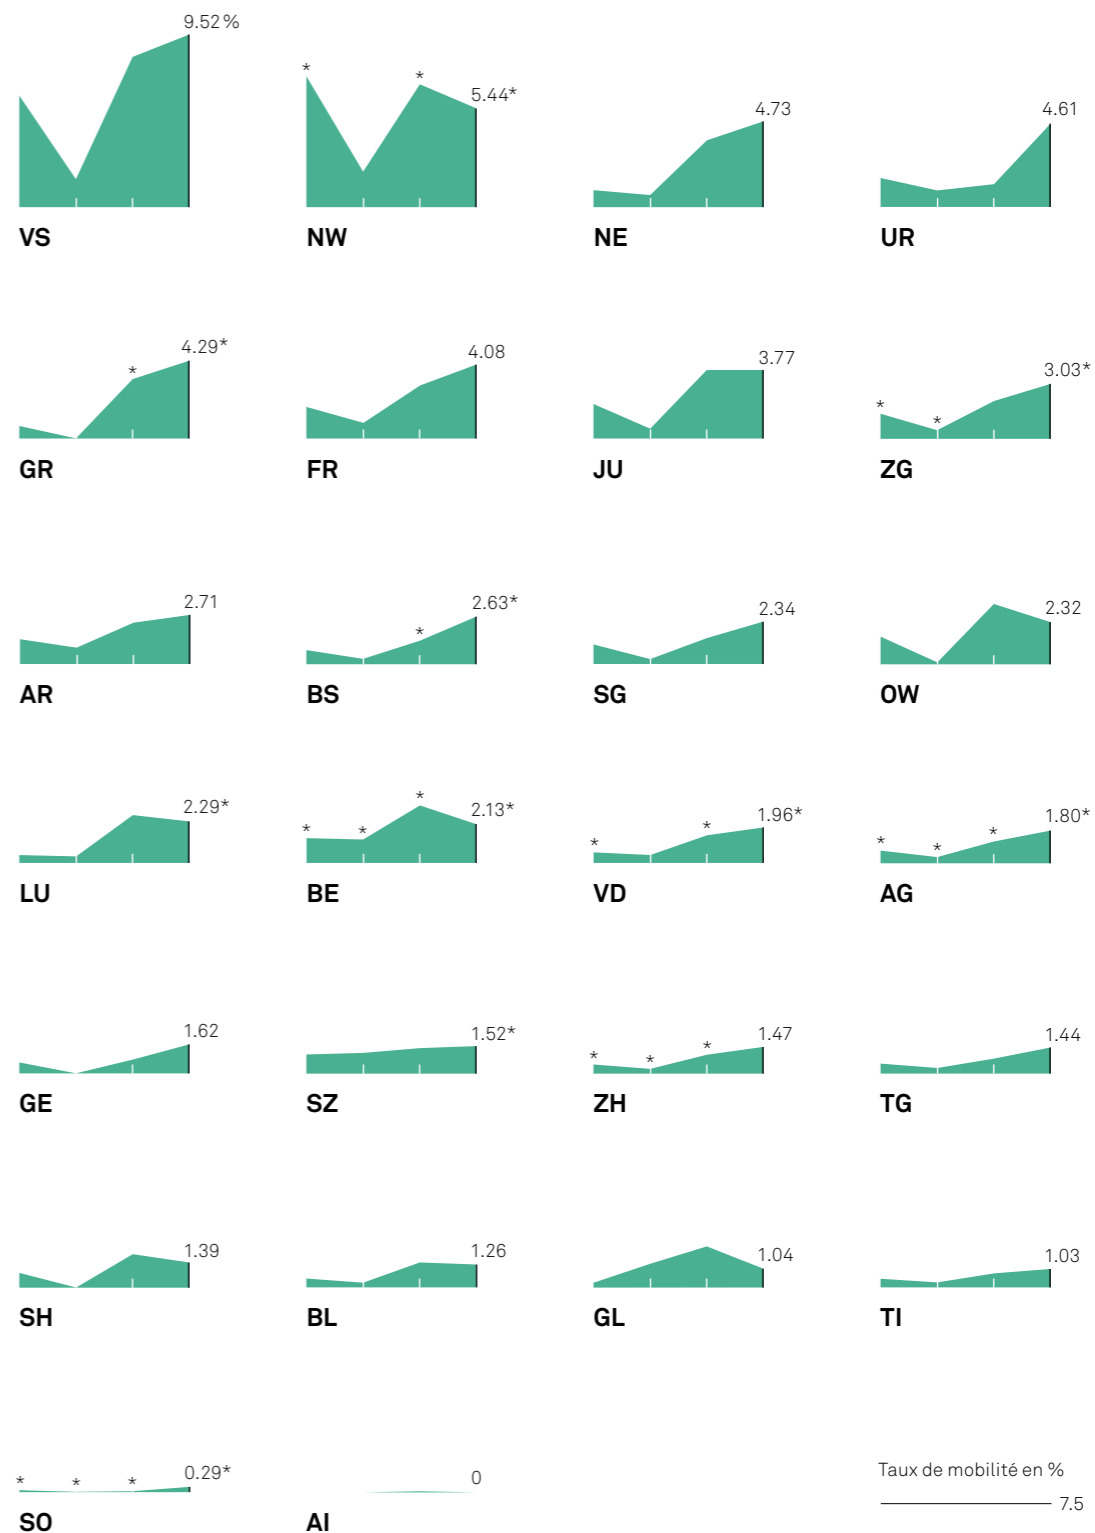 9.52 %
* * 5.44*
4.73
4.61
VS NW NE UR
* 4.29*
4.08
3.77
* * 3.03*
GR FR JU ZG
2.71
* 2.63*
2.34
2.32
AR BS SG OW
2.29*
* * * 2.13*
* * 1.96*
* * * 1.80*
LU BE VD AG
1.62
1.52*
* * * 1.47
1.44
GE SZ ZH TG
1.39
1.26
1.04
1.03
SH BL GL TI
* * * 0.29*
0
Taux de mobilité en %
7.5
SO AI